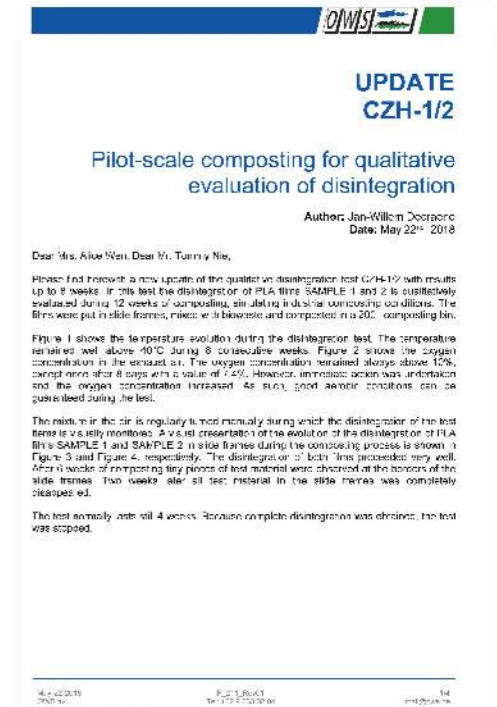 OWS
UPDATE
CZH-1/2
Pilot-scale composting for qualitative
evaluation of disintegration
Author: Jan-Willem
Date: May 22nd 2018
Dear Mrs. Alice Wen, Dear Mr. Tommy Nie,
Please find herewith a new update of the qualitative disintegration test CZH-1/2 with results
up to 8 weeks. In this test the disintegration of PLA films SAMPLE 1 and 2 is qualitatively
evaluated during 12 weeks of composting, simulating industrial composting conditions. The
films were put in slide frames, mixed with biowaste and composted in a 200 composting bin.
Figure 1 shows the temperature evolution during the disintegration test. The temperature
remained well above 40°C during 8 consecutive weeks. Figure 2 shows the oxygen
concentration in the exhaust air. The oxygen concentration remained always above 10%,
except once after 8 days with a value of 7.4%. However, immediate action was undertaken
and the oxygen concentration increased. As such, good aerobic conditions can be
guaranteed during the test.
The mixture in the bin is regularly turned manually during which the disintegration of the test
items is visually monitored. A visual presentation of the evolution of the disintegration of PLA
films SAMPLE 1 and SAMPLE 2 in slide frames during the composting process is shown in
Figure 3 and Figure 4, respectively. The disintegration of both films proceeded very well.
After 6 weeks of composting tiny pieces of test material were observed at the borders of the
slide frames. Two weeks later all test material in the slide frames was completely
disappeared.
The test normally lasts still 4 weeks. Because complete disintegration was obtained, the test
was stopped.
May 22 2018
1/4